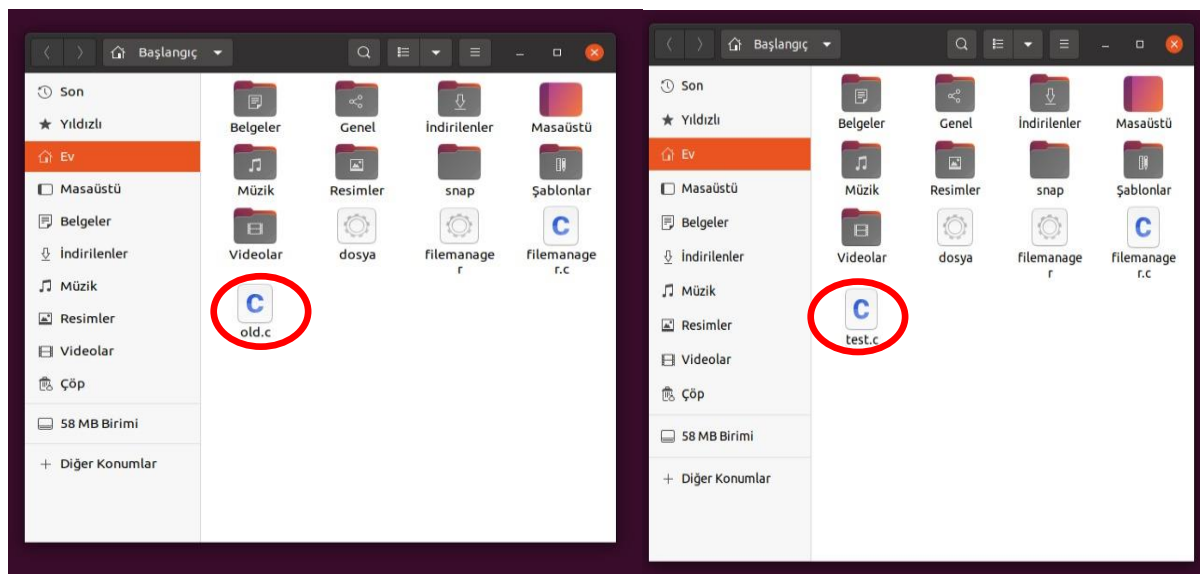 Başlangıç
Son
Yıldızlı
Ev
Masaüstü
Belgeler
İndirilenler
Müzik
Resimler
Videolar
Çöp
58 MB Birimi
+ Diğer Konumlar
Belgeler Genel İndirilenler Masaüstü
Müzik Resimler snap Şablonlar
Videolar dosya filemanage filemanage
r r.c
C
old.c
Başlangıç
Son
Yıldızlı
Ev
Masaüstü
Belgeler
İndirilenler
Müzik
Resimler
Videolar
Çöp
58 MB Birimi
+ Diğer Konumlar
Belgeler Genel İndirilenler Masaüstü
Müzik Resimler snap Şablonlar
Videolar dosya filemanage filemanage
r r.c
C
test.c